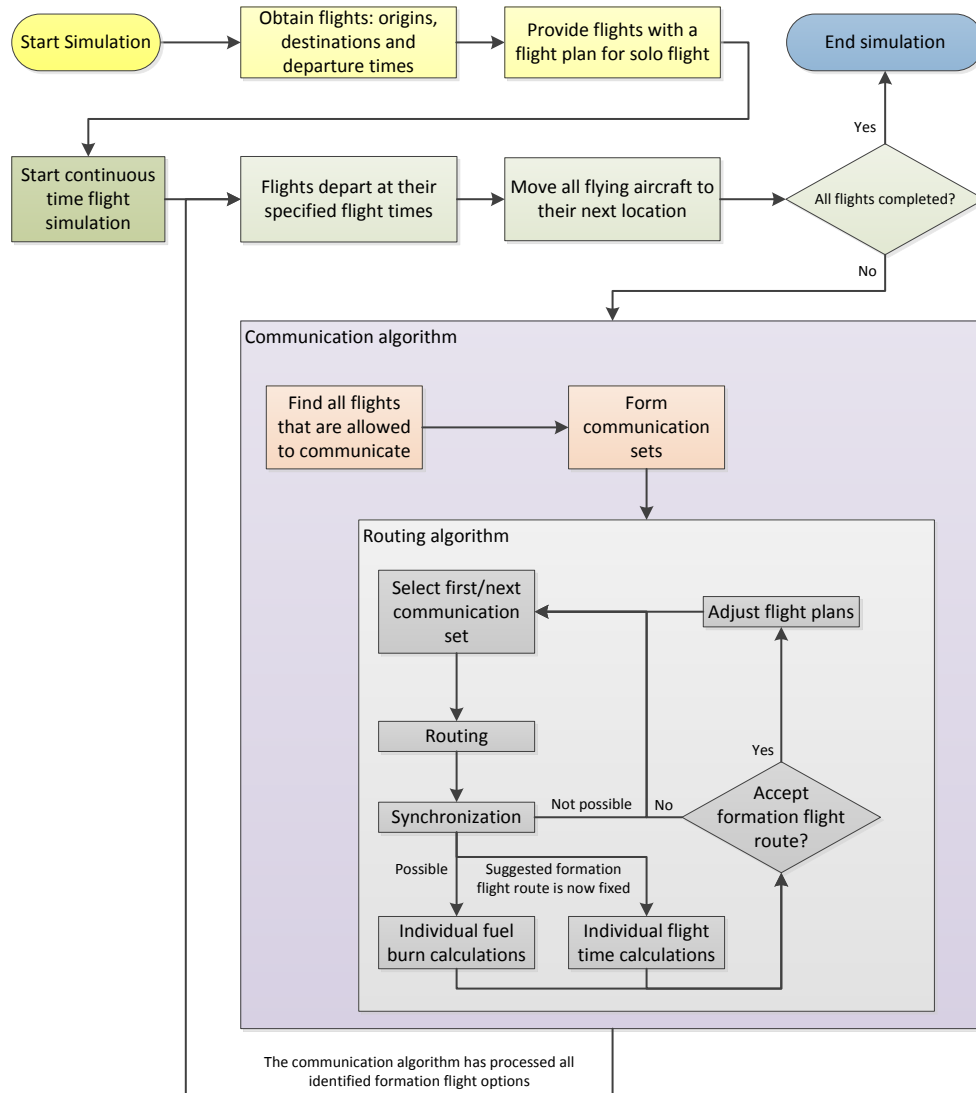 Start Simulation
Obtain flights: origins,
destinations and
departure times
Provide flights with a
flight plan for solo flight
End simulation
Yes
Start continuous
time flight
simulation
Flights depart at their
specified flight times
Move all flying aircraft to
their next location
All flights completed?
No
Communication algorithm
Find all flights
that are allowed
to communicate
Form
communication
sets
Routing algorithm
Select first/next
communication
set
Adjust flight plans
Routing
Yes
Synchronization
Not possible
No
Accept
formation flight
route?
Possible
Suggested formation
flight route is now fixed
Individual fuel
burn calculations
Individual flight
time calculations
The communication algorithm has processed all
identified formation flight options